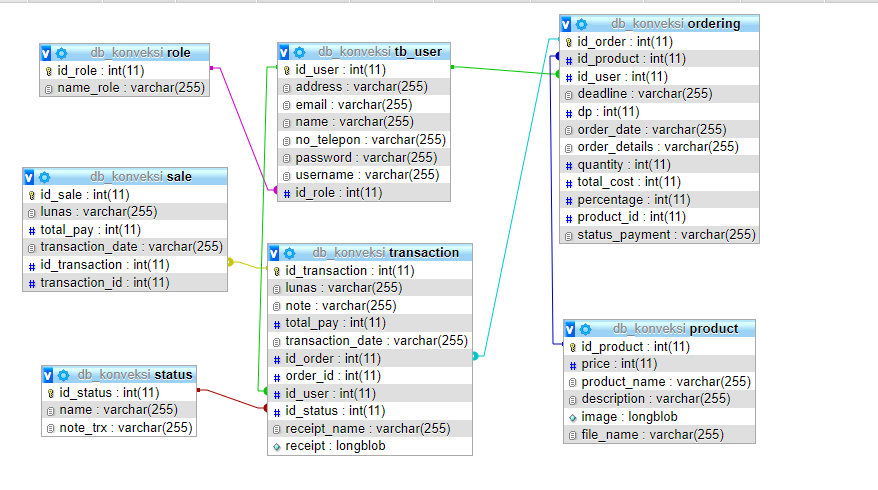 db_konveksi role
id_role : int(11)
name_role : varchar(255)
db_konveksi tb_user
id_user : int(11)
address : varchar(255)
email : varchar(255)
name : varchar(255)
no_telepon : varchar(255)
password : varchar(255)
username : varchar(255)
id_role : int(11)
db_konveksi ordering
id_order : int(11)
id_product : int(11)
id_user : int(11)
deadline : varchar(255)
dp : int(11)
order_date : varchar(255)
order_details : varchar(255)
quantity : int(11)
total_cost : int(11)
percentage : int(11)
product_id : int(11)
status_payment : varchar(255)
db_konveksi sale
id_sale : int(11)
lunas : varchar(255)
total_pay : int(11)
transaction_date : varchar(255)
id_transaction : int(11)
transaction_id : int(11)
db_konveksi transaction
id_transaction : int(11)
lunas : varchar(255)
note : varchar(255)
total_pay : int(11)
transaction_date : varchar(255)
id_order : int(11)
order_id : int(11)
id_user : int(11)
id_status : int(11)
receipt_name : varchar(255)
receipt : longblob
db_konveksi product
id_product : int(11)
price : int(11)
product_name : varchar(255)
description : varchar(255)
image : longblob
file_name : varchar(255)
db_konveksi status
id_status : int(11)
name : varchar(255)
note_trx : varchar(255)